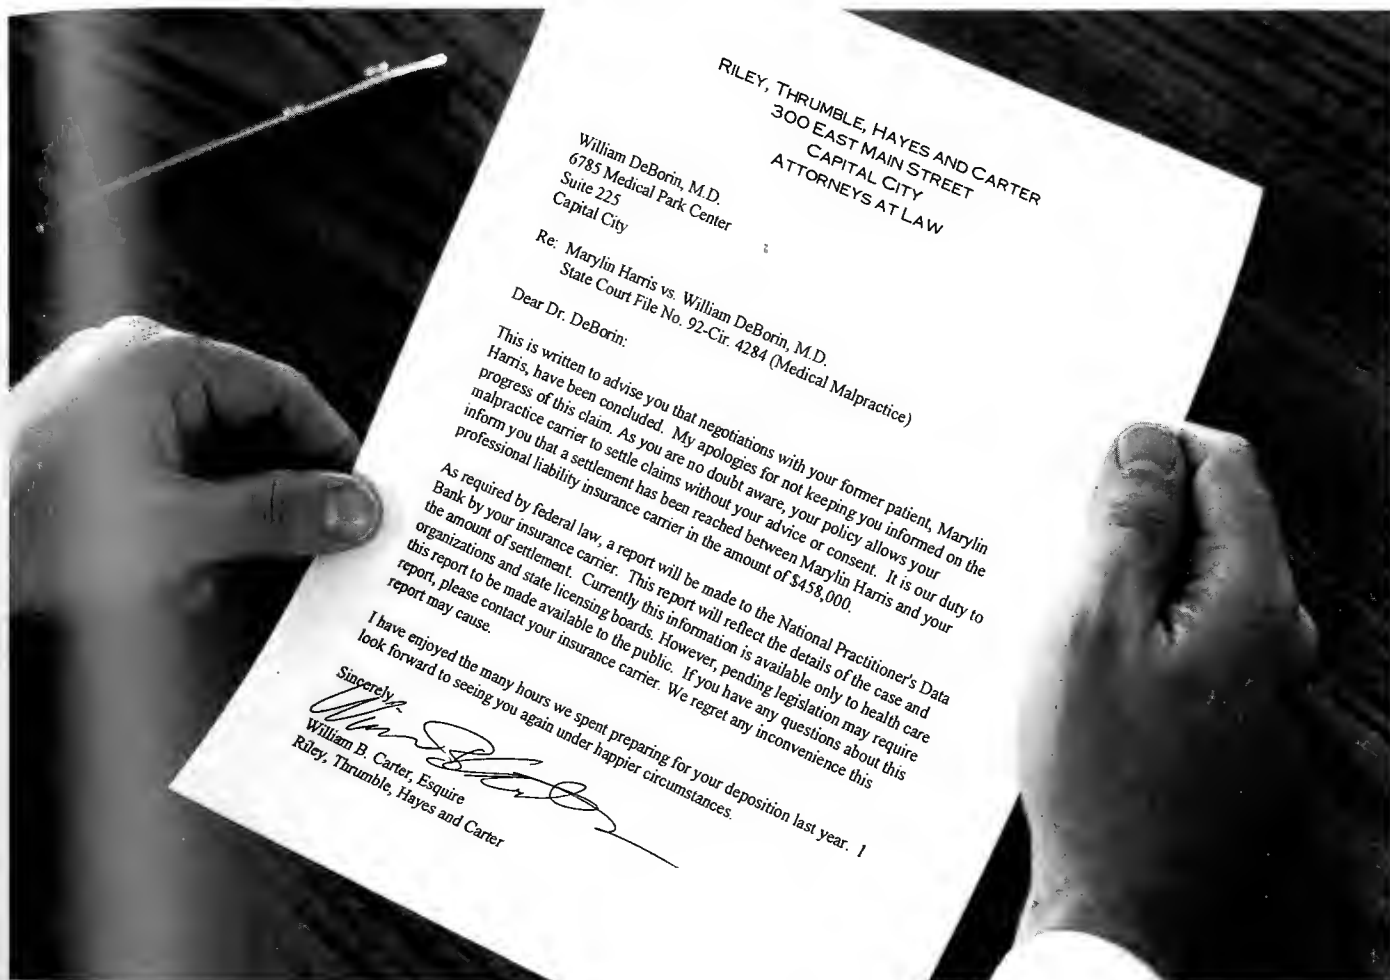 RILEY, THRUMBLE, HAYES AND CARTER
300 EAST MAIN STREET
CAPITAL CITY
ATTORNEYS AT LAW
William DeBorin, M.D.
6785 Medical Park Center
Suite 225
Capital City
Re: Marylin Harris vs. William DeBorin, M.D.
State Court File No. 92-Cir. 4284 (Medical Malpractice)
Dear Dr. DeBorin:
This is written to advise you that negotiations with your former patient, Marylin
Harris, have been concluded. My apologies for not keeping you informed on the
progress of this claim. As you are no doubt aware, your policy allows your
malpractice carrier to settle claims without your advice or consent. It is our duty to
inform you that a settlement has been reached between Marylin Harris and your
professional liability insurance carrier in the amount of $458,000.
As required by federal law, a report will be made to the National Practitioner's Data
Bank by your insurance carrier. This report will reflect the details of the case and
the amount of settlement. Currently this information is available only to health care
organizations and state licensing boards. However, pending legislation may require
this report to be made available to the public. If you have any questions about this
report, please contact your insurance carrier. We regret any inconvenience this
report may cause.
I have enjoyed the many hours we spent preparing for your deposition last year. I
look forward to seeing you again under happier circumstances.
Sincerely,
William B. Carter, Esquire
Riley, Thrumble, Hayes and Carter